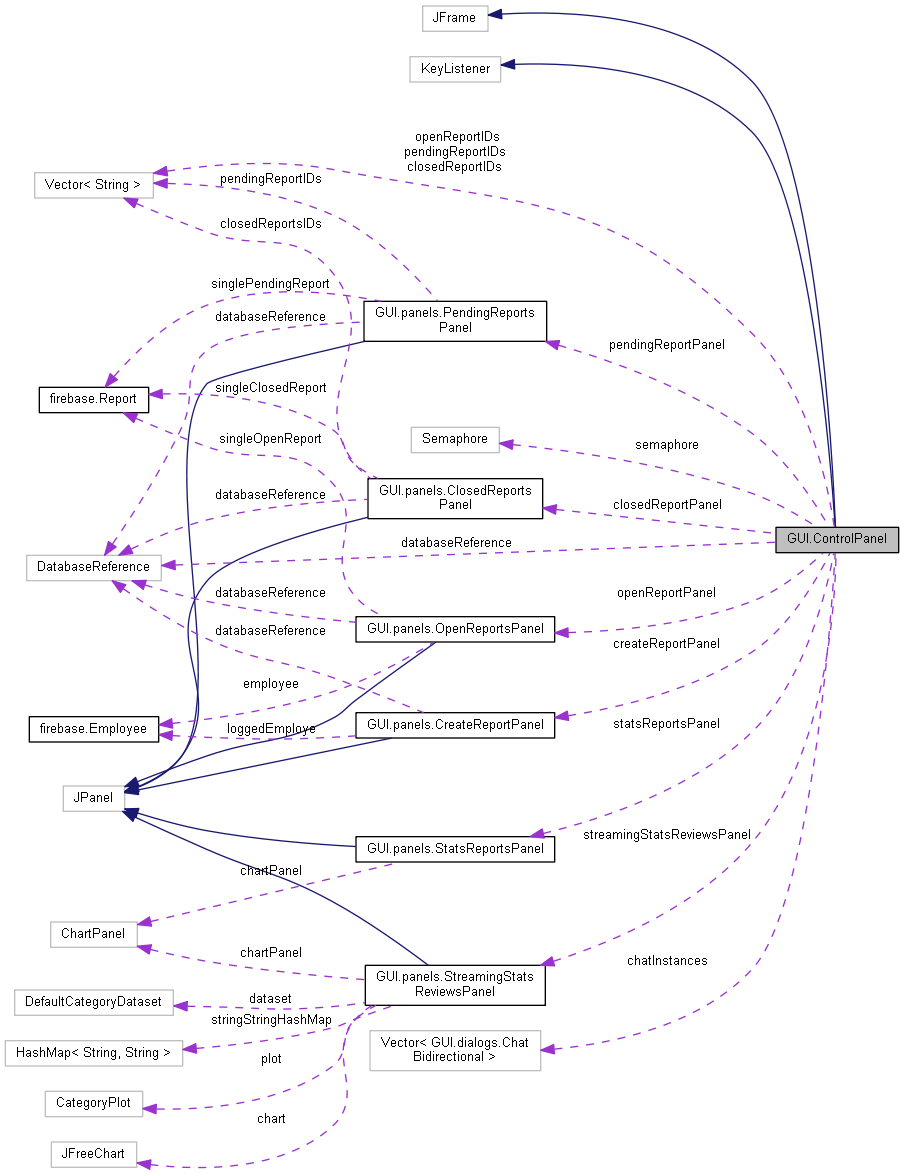 JFrame
KeyListener
openReportIDs
pendingReportIDs
closedReportIDs
Vector< String >
pendingReportIDs
closedReportsIDs
singlePendingReport
databaseReference
GUI.panels.PendingReports
Panel
pendingReportPanel
firebase.Report
singleClosedReport
singleOpenReport
Semaphore
semaphore
GUI.panels.ClosedReports
Panel
databaseReference
closedReportPanel
GUI.ControlPanel
databaseReference
DatabaseReference
databaseReference
openReportPanel
GUI.panels.OpenReportsPanel
databaseReference
createReportPanel
employee
firebase.Employee
loggedEmploye
GUI.panels.CreateReportPanel
statsReportsPanel
JPanel
GUI.panels.StatsReportsPanel
streamingStatsReviewsPanel
chartPanel
ChartPanel
chartPanel
chatInstances
GUI.panels.StreamingStats
ReviewsPanel
DefaultCategoryDataset
dataset
stringStringHashMap
HashMap< String, String >
Vector< GUI.dialogs.Chat
Bidirectional >
plot
CategoryPlot
chart
JFreeChart